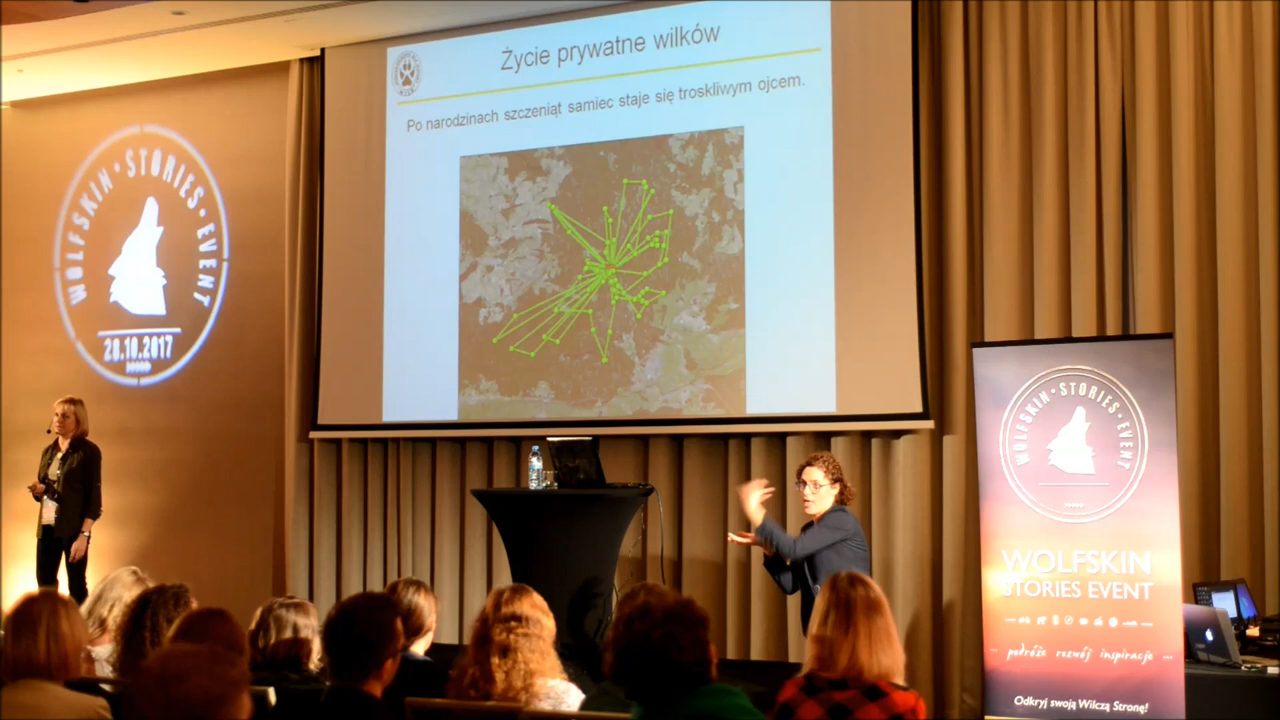 Życie prywatne wilków
Po narodzinach szczeniąt samiec staje się troskliwym ojcem.
WOLFSKIN • STORIES • EVENT
28.10.2017
WOLFSKIN • STORIES • EVENT
WOLFSKIN
STORIES EVENT
podróże rozwój inspiracje ...
Odkryj swoją Wilczą Stronę!